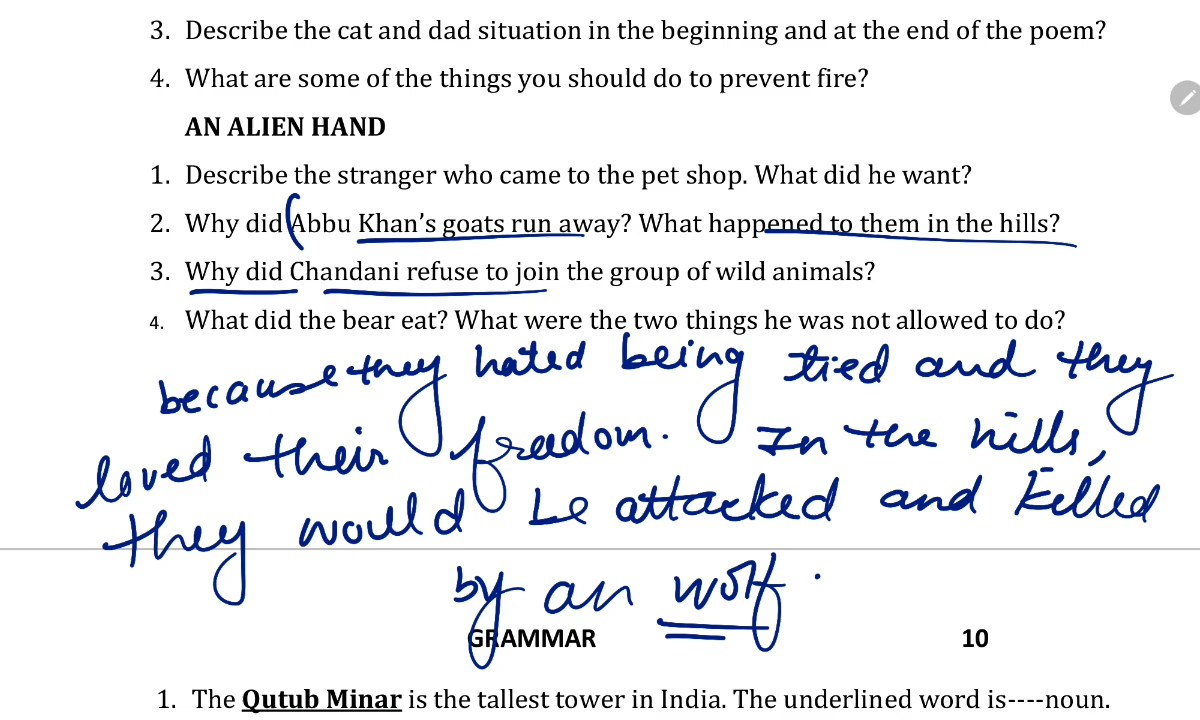 3. Describe the cat and dad situation in the beginning and at the end of the poem?
4. What are some of the things you should do to prevent fire?
AN ALIEN HAND
1. Describe the stranger who came to the pet shop. What did he want?
2. Why did (Abbu Khan's goats run away? What happened to them in the hills?
3. Why did Chandani refuse to join the group of wild animals?
4. What did the bear eat? What were the two things he was not allowed to do?
because they hated being tied and they
loved their freedom. In the hills,
they would be attacked and killed
by an wolf.
GRAMMAR 10
1. The Qutub Minar is the tallest tower in India. The underlined word is----noun.